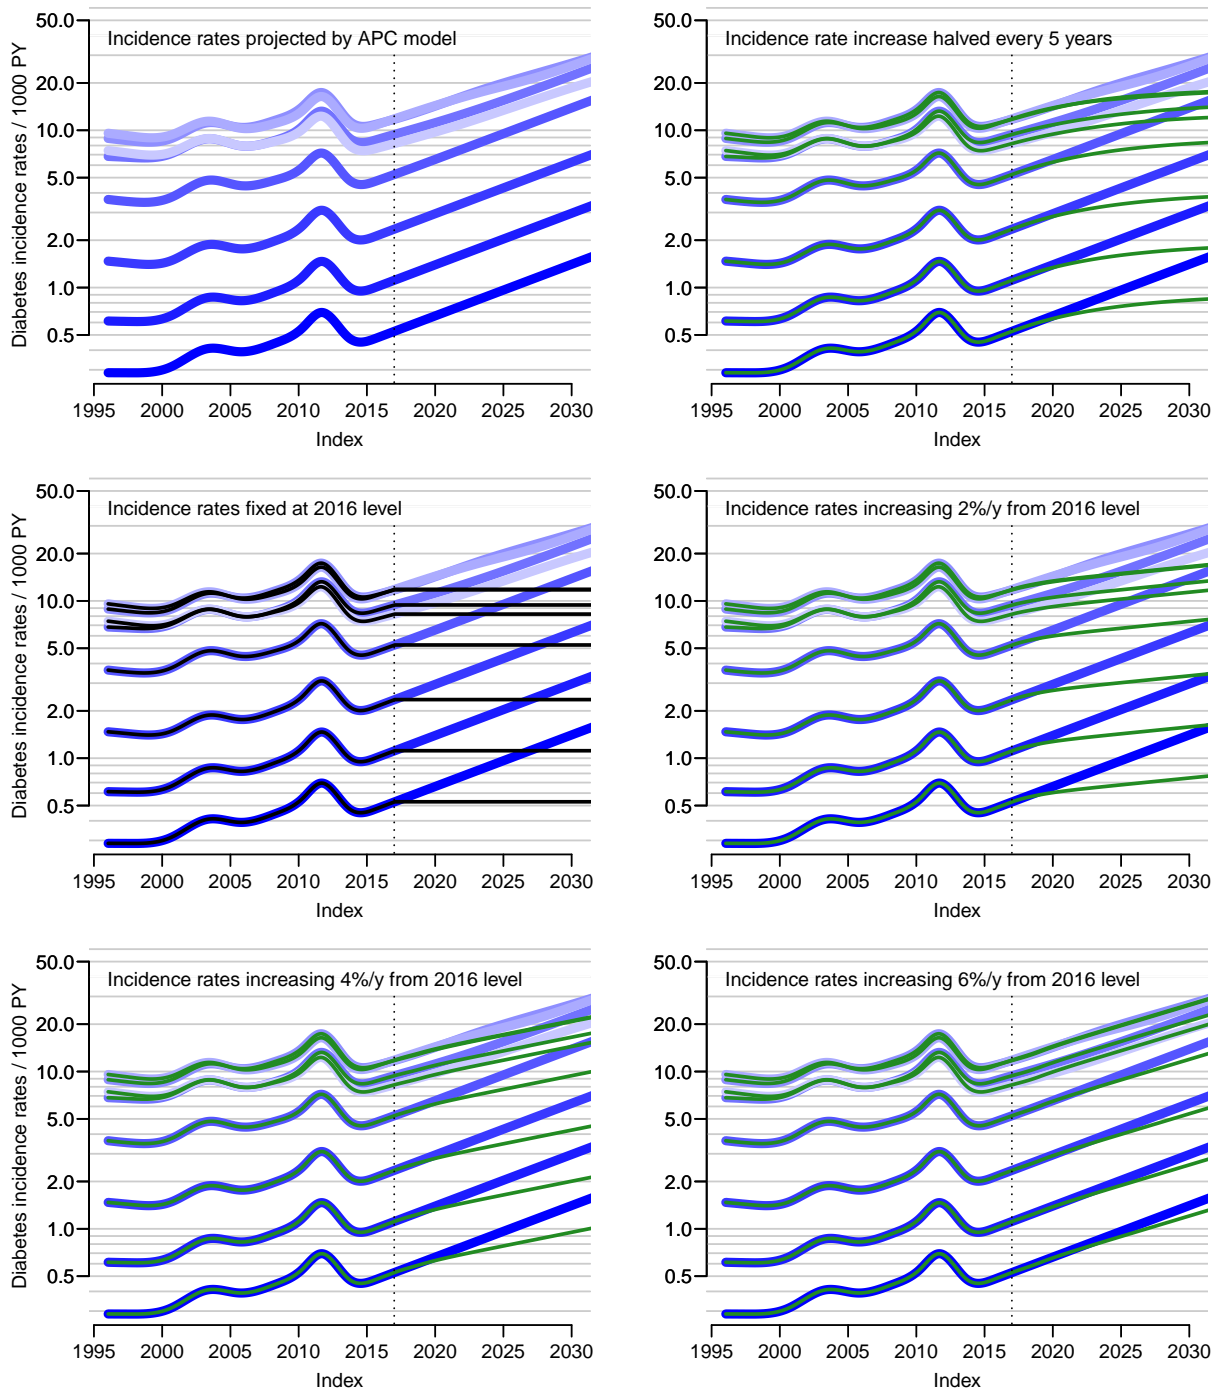 Incidence rates projected by APC model
Diabetes incidence rates / 1000 PY
50.0
20.0
10.0
5.0
2.0
1.0
0.5
1995 2000 2005 2010 2015 2020 2025 2030
Index
Incidence rate increase halved every 5 years
50.0
20.0
10.0
5.0
2.0
1.0
0.5
1995 2000 2005 2010 2015 2020 2025 2030
Index
Incidence rates fixed at 2016 level
Diabetes incidence rates / 1000 PY
50.0
20.0
10.0
5.0
2.0
1.0
0.5
1995 2000 2005 2010 2015 2020 2025 2030
Index
Incidence rates increasing 2%/y from 2016 level
50.0
20.0
10.0
5.0
2.0
1.0
0.5
1995 2000 2005 2010 2015 2020 2025 2030
Index
Incidence rates increasing 4%/y from 2016 level
Diabetes incidence rates / 1000 PY
50.0
20.0
10.0
5.0
2.0
1.0
0.5
1995 2000 2005 2010 2015 2020 2025 2030
Index
Incidence rates increasing 6%/y from 2016 level
50.0
20.0
10.0
5.0
2.0
1.0
0.5
1995 2000 2005 2010 2015 2020 2025 2030
Index